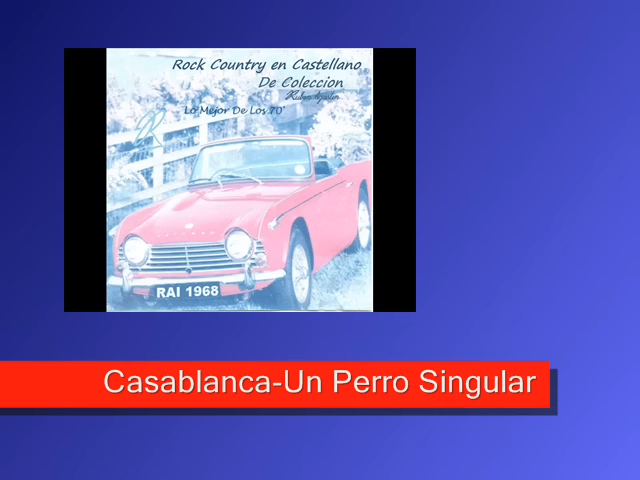 Rock Country en Castellano
De Coleccion
Lo Mejor De Los 70'
RAI 1968
Casablanca-Un Perro Singular